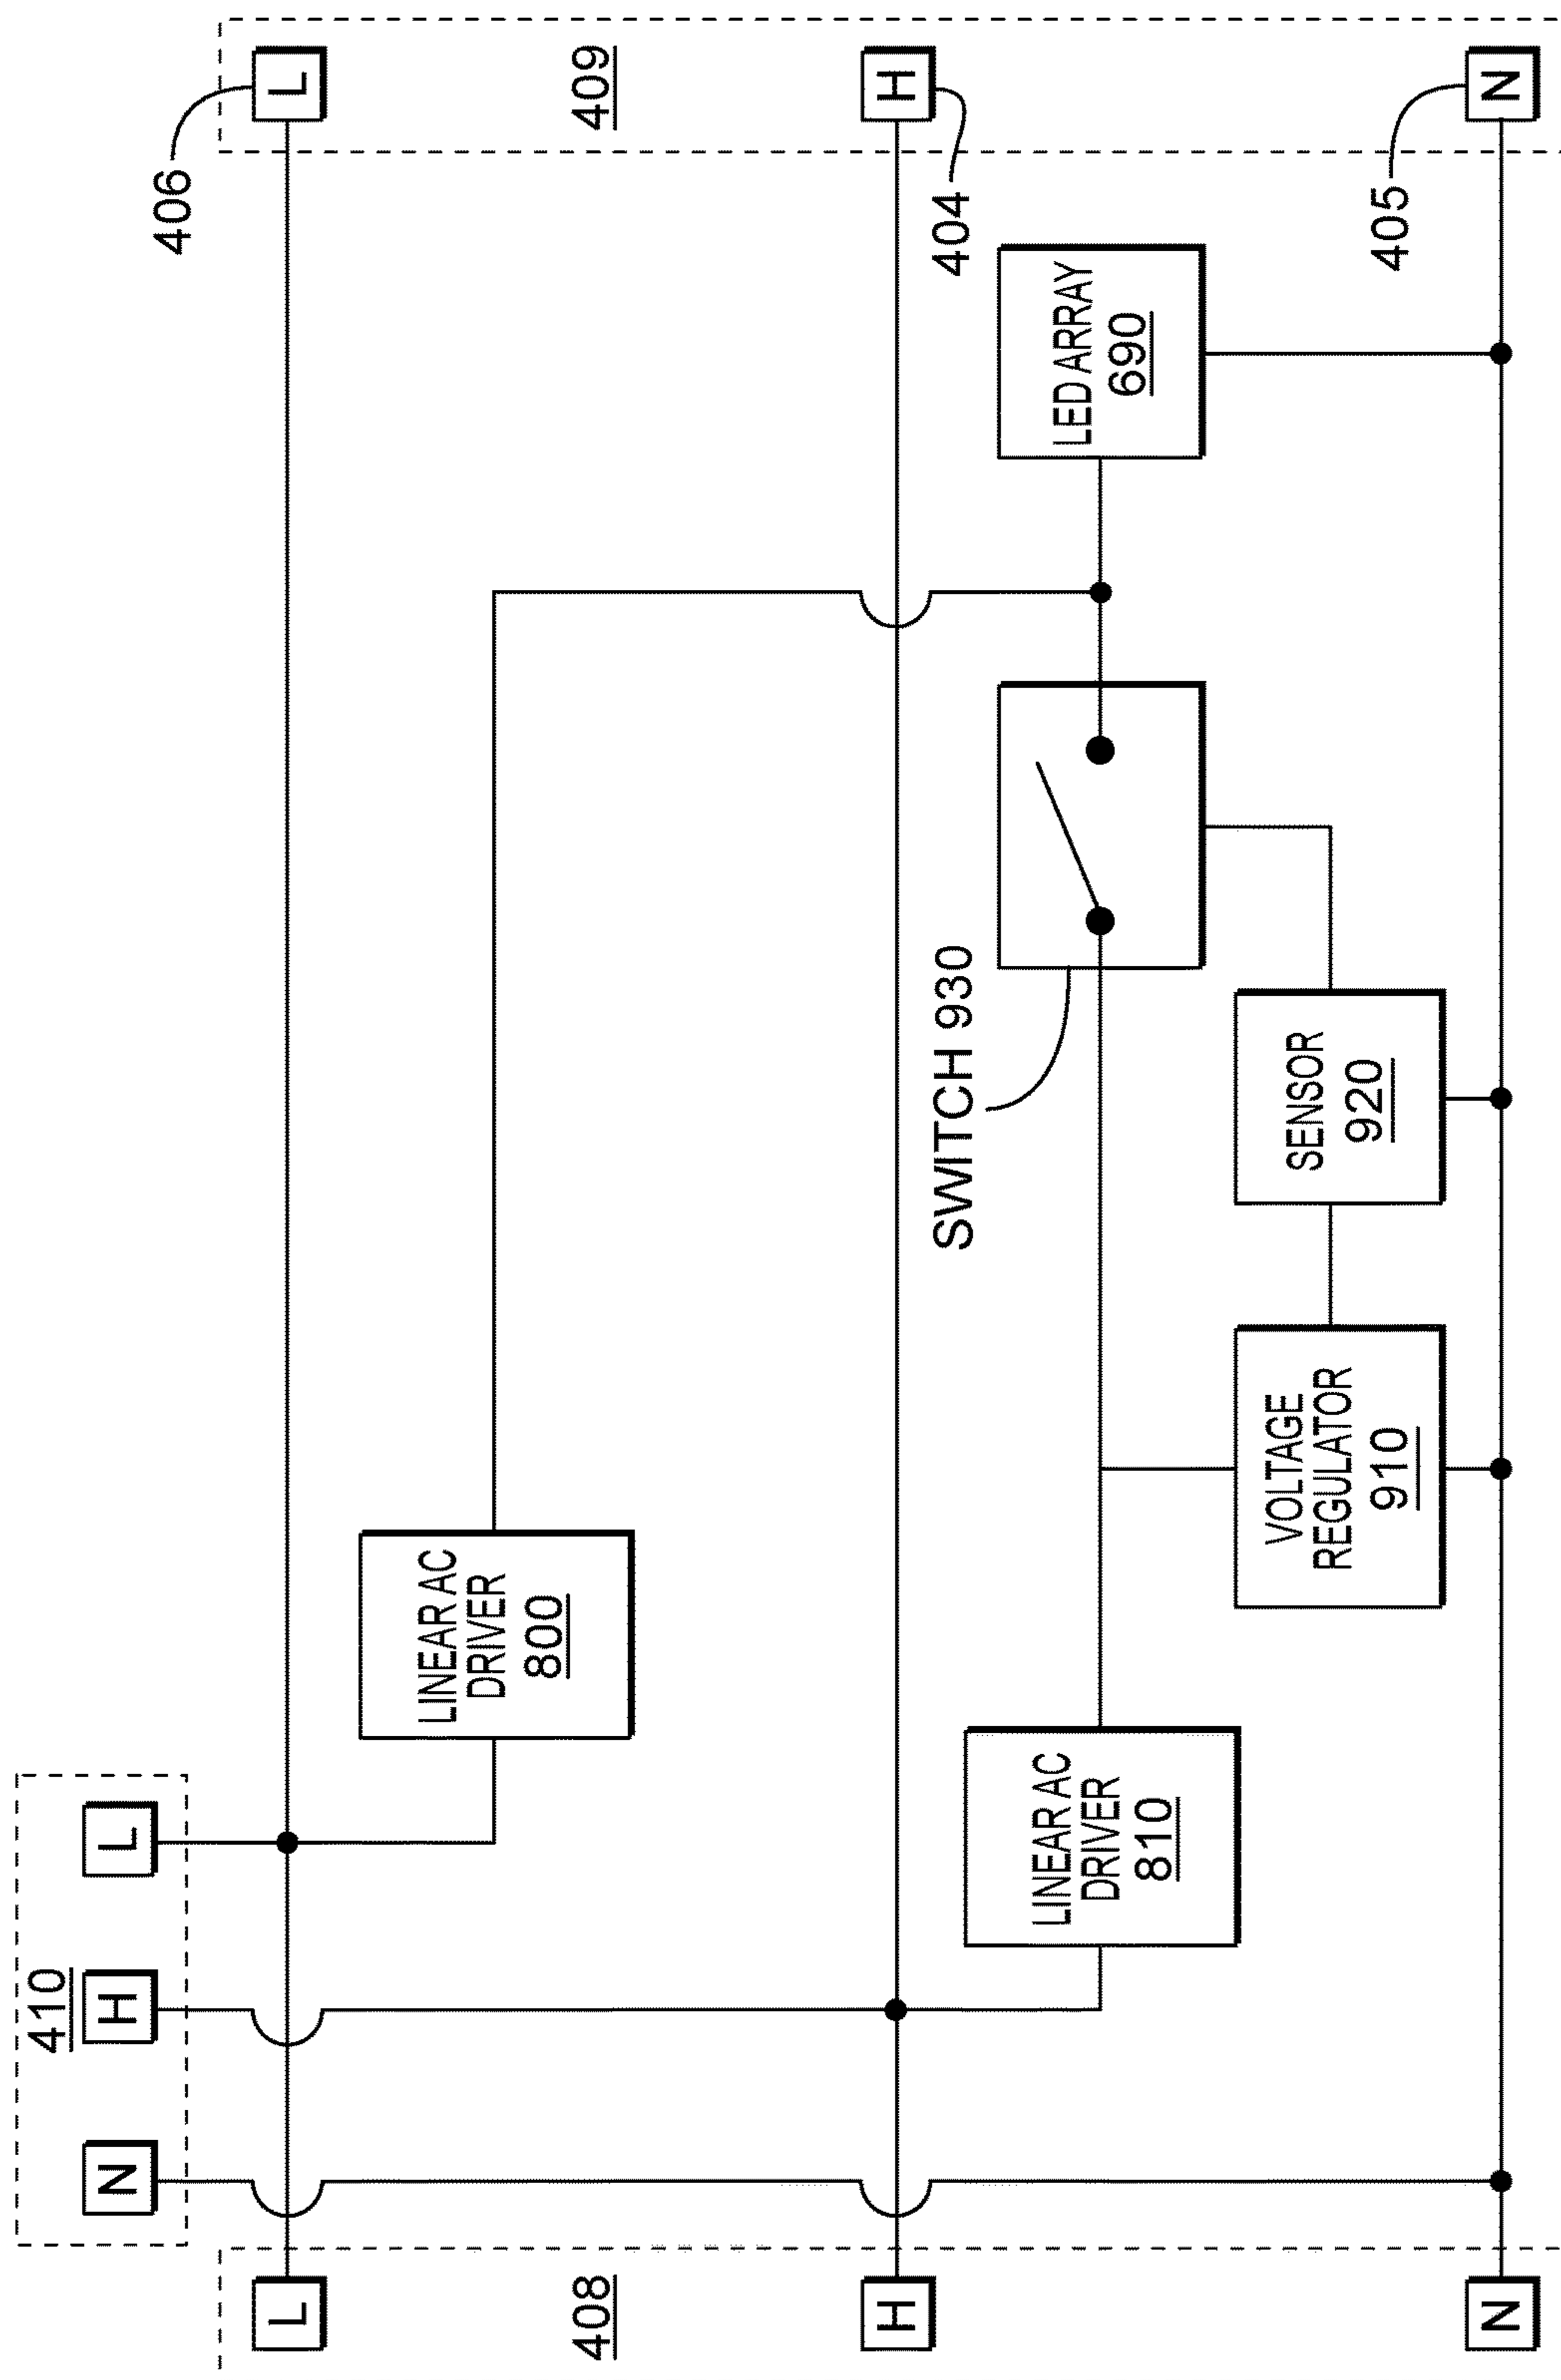 410
N
H
L
L
408
H
N
LINEAR AC
DRIVER
800
LINEAR AC
DRIVER
810
VOLTAGE
REGULATOR
910
SENSOR
920
SWITCH 930
LED ARRAY
690
406
L
409
H
404
405
N